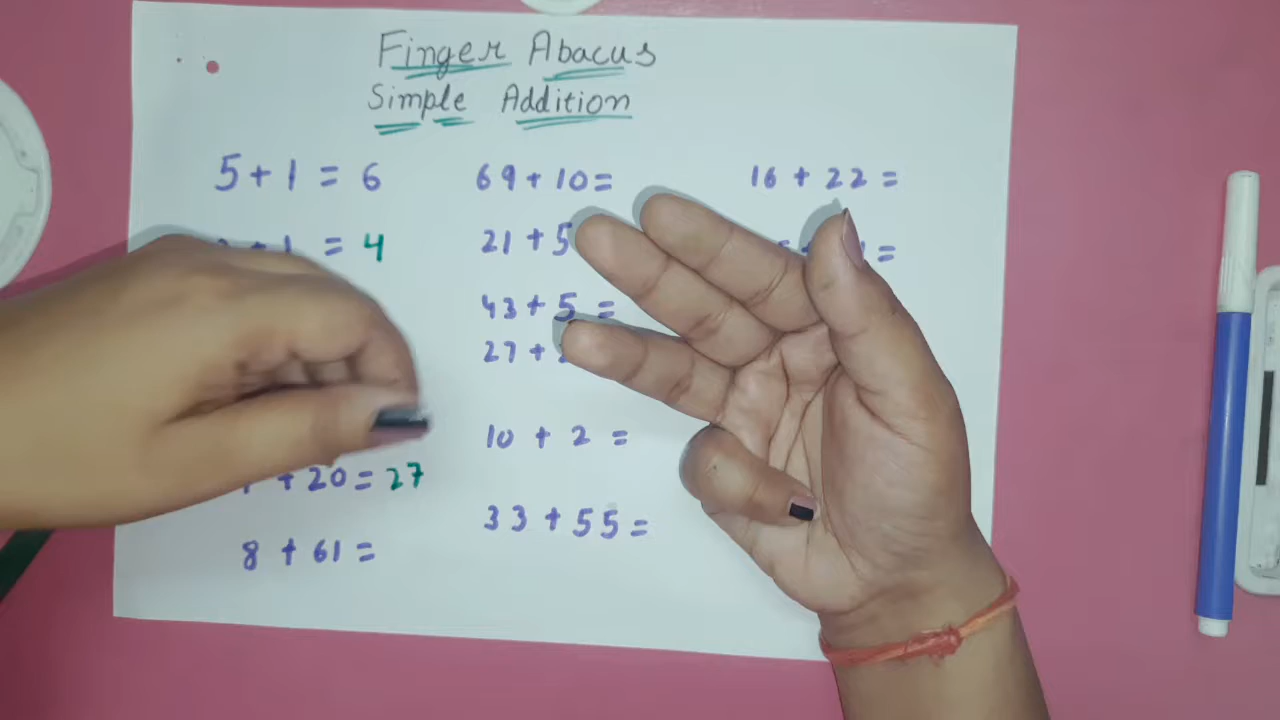 Finger Abacus
Simple Addition
5 + 1 = 6
+ 1 = 4
+ 20 = 27
8 + 61 =
69 + 10 =
21 + 5
43 + 5 =
27 +
10 + 2 =
33 + 55 =
16 + 22 =
=